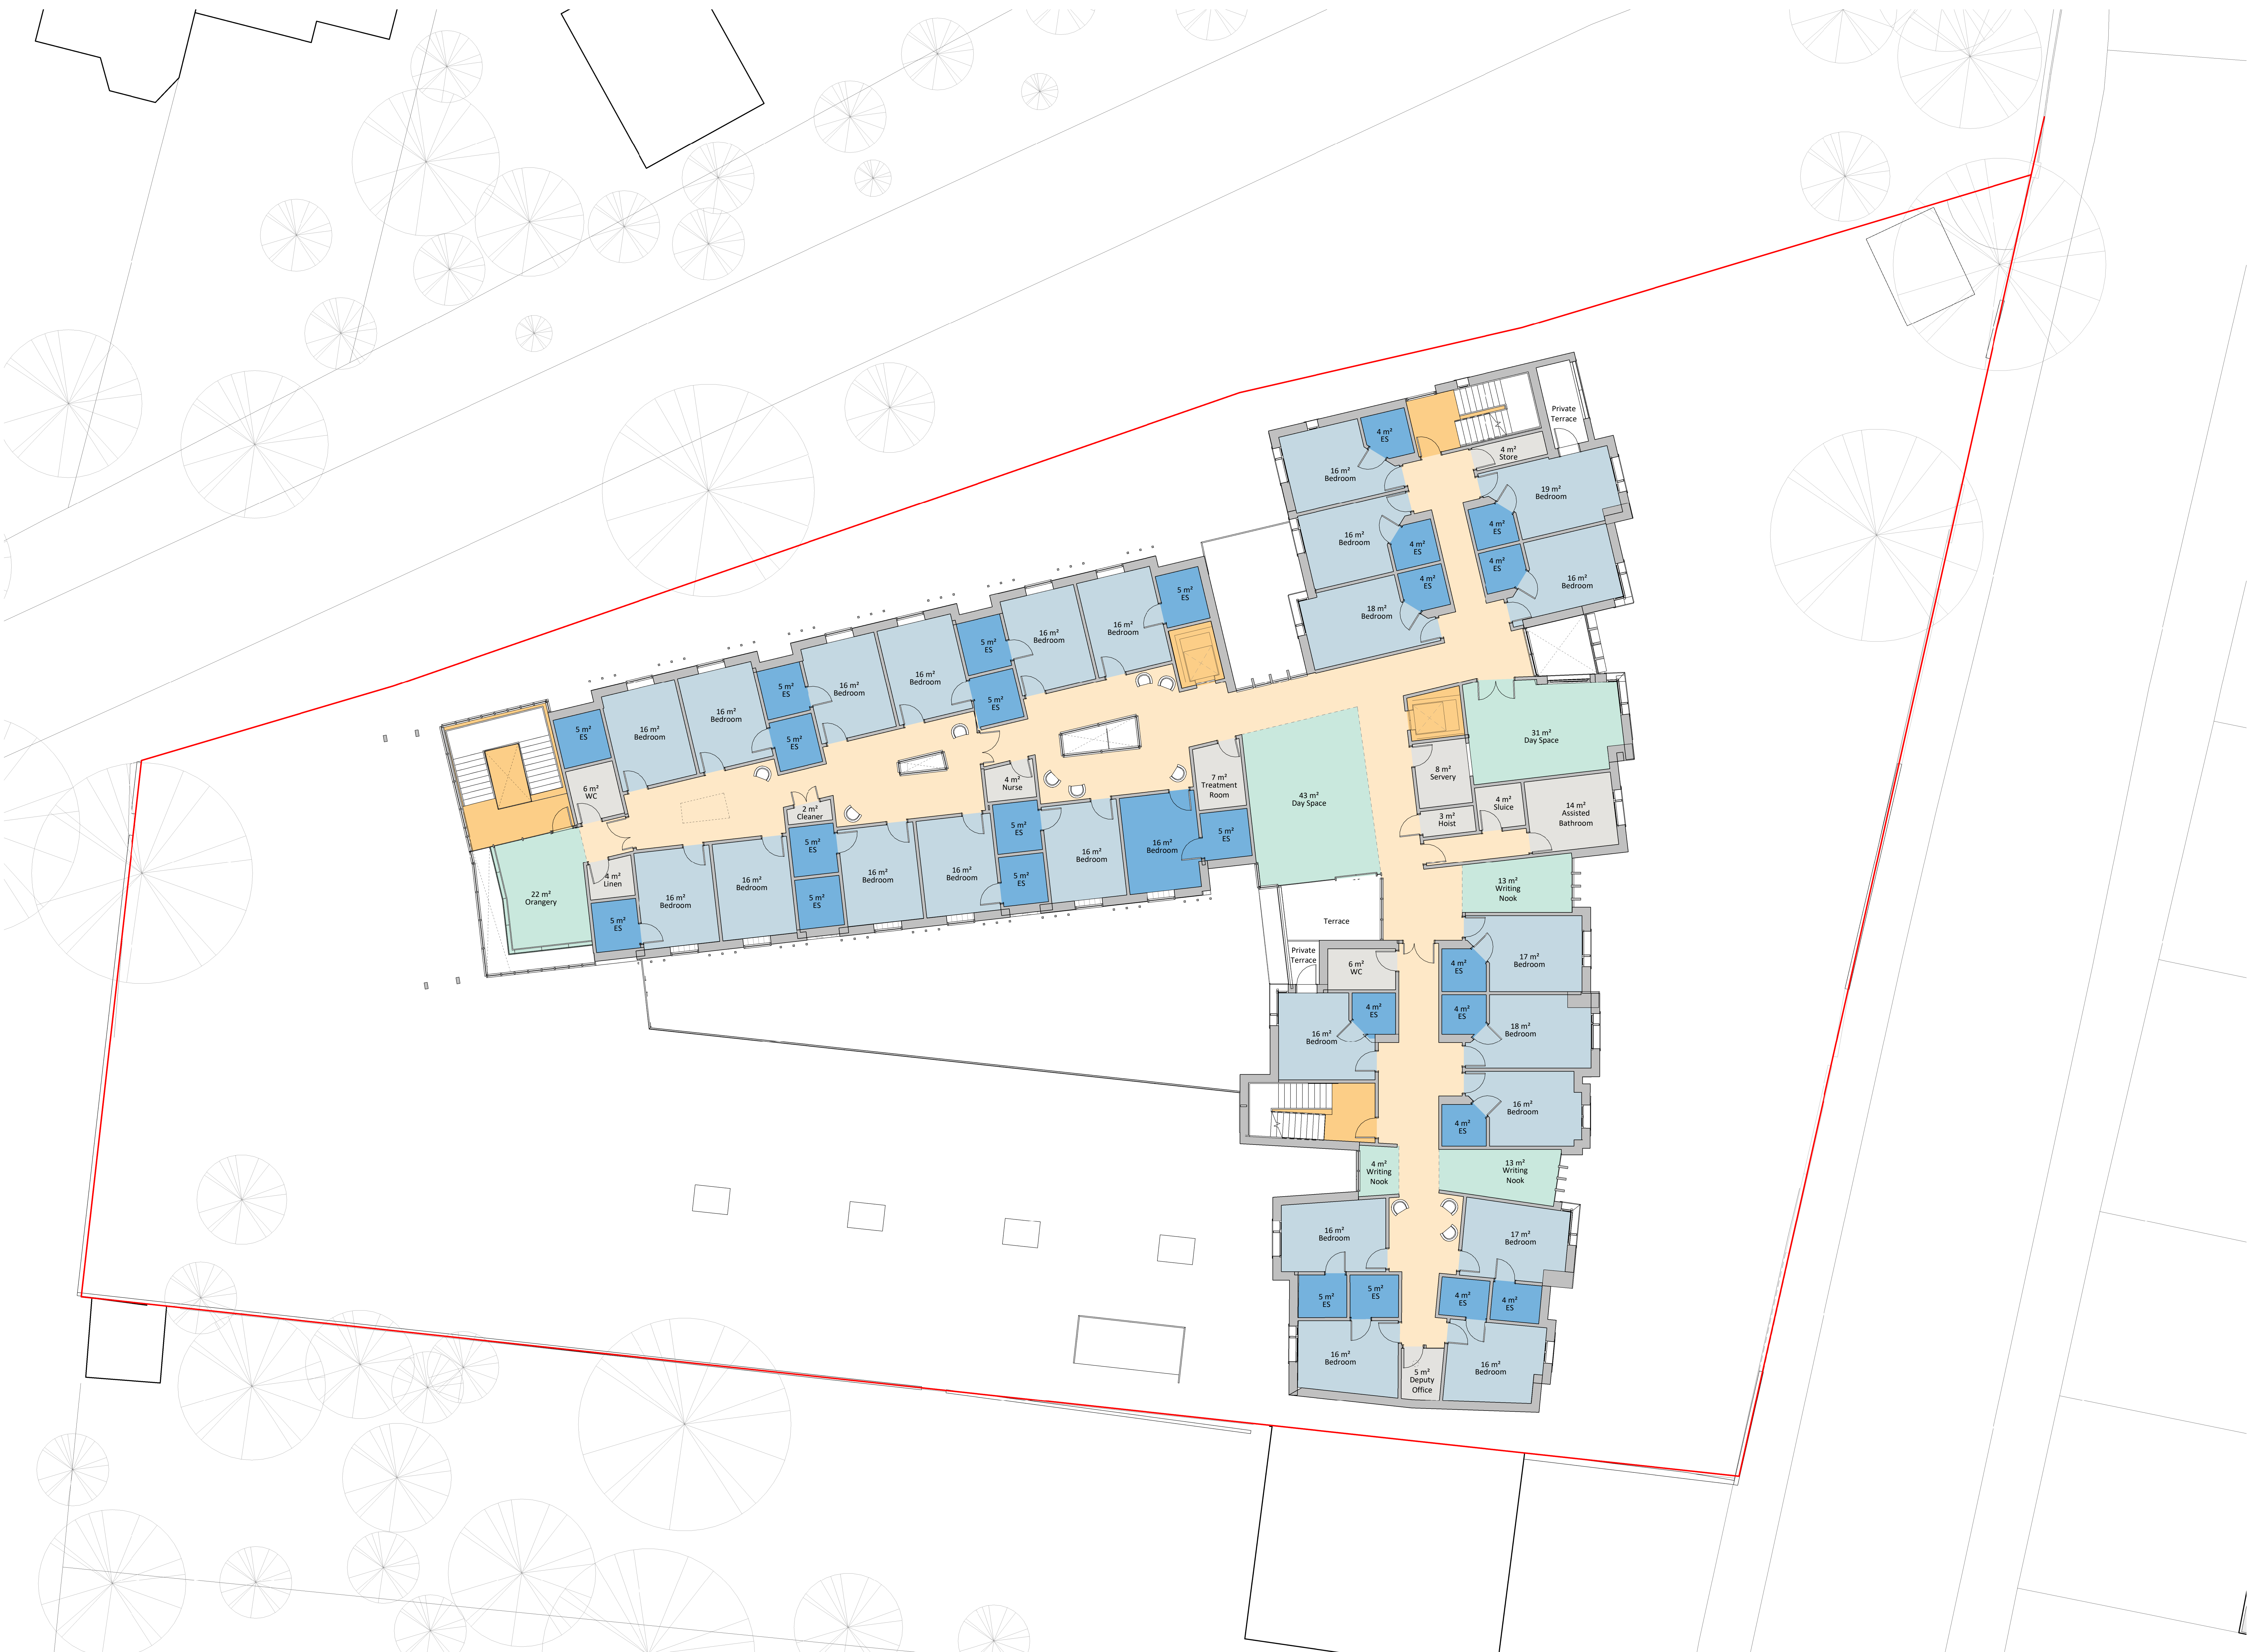 Private
Terrace
4 m²
ES
16 m²
Bedroom
4 m²
Store
19 m²
Bedroom
4 m²
ES
16 m²
Bedroom
4 m²
ES
4 m²
ES
4 m²
ES
16 m²
Bedroom
18 m²
Bedroom
5 m²
ES
16 m²
Bedroom
16 m²
Bedroom
5 m²
ES
5 m²
ES
16 m²
Bedroom
16 m²
Bedroom
5 m²
ES
5 m²
ES
16 m²
Bedroom
16 m²
Bedroom
5 m²
ES
6 m²
WC
31 m²
Day Space
8 m²
Servery
4 m²
Sluice
14 m²
Assisted
Bathroom
3 m²
Hoist
43 m²
Day Space
7 m²
Treatment
Room
4 m²
Nurse
2 m²
Cleaner
5 m²
ES
5 m²
ES
5 m²
ES
16 m²
Bedroom
16 m²
Bedroom
5 m²
ES
16 m²
Bedroom
16 m²
Bedroom
5 m²
ES
16 m²
Bedroom
16 m²
Bedroom
4 m²
Linen
5 m²
ES
22 m²
Orangery
13 m²
Writing
Nook
Terrace
Private
Terrace
6 m²
WC
4 m²
ES
17 m²
Bedroom
4 m²
ES
16 m²
Bedroom
4 m²
ES
18 m²
Bedroom
16 m²
Bedroom
4 m²
ES
4 m²
Writing
Nook
13 m²
Writing
Nook
16 m²
Bedroom
17 m²
Bedroom
5 m²
ES
5 m²
ES
4 m²
ES
4 m²
ES
16 m²
Bedroom
5 m²
Deputy
Office
16 m²
Bedroom